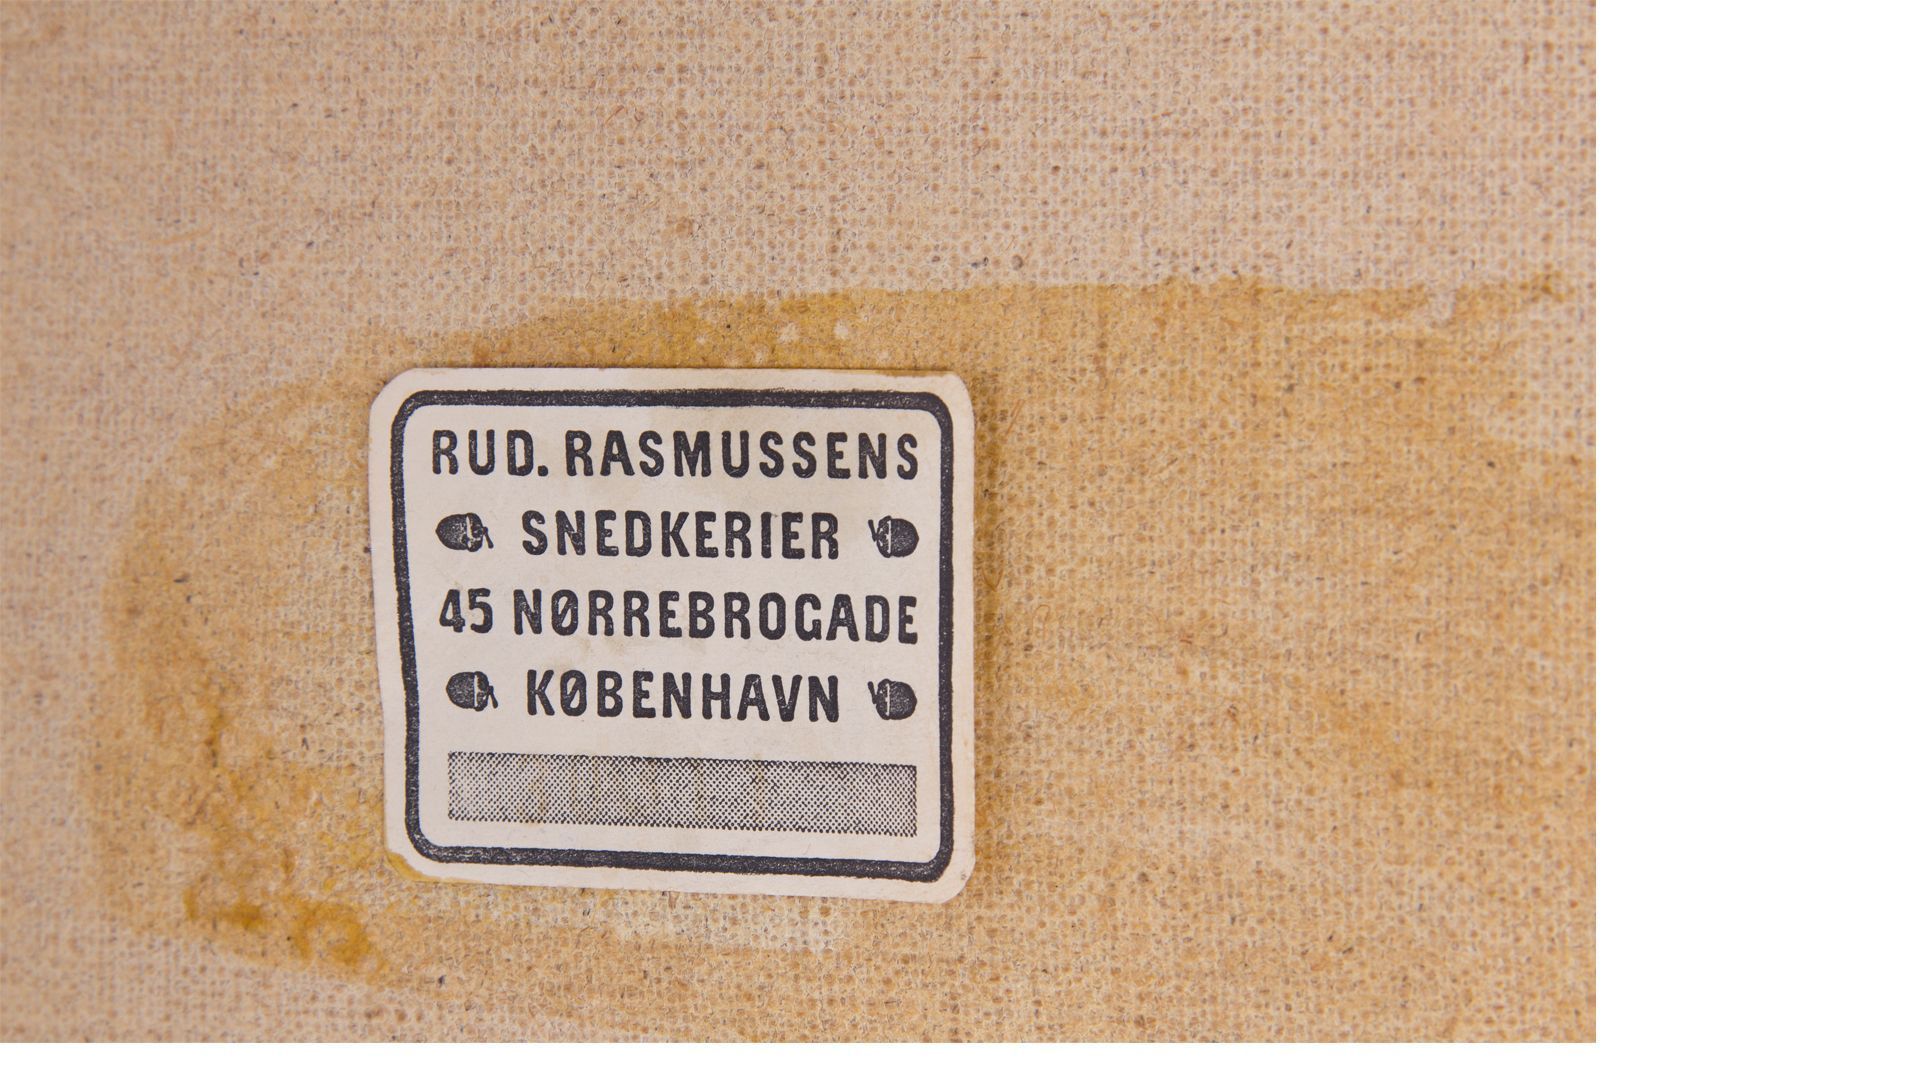 RUD. RASMUSSENS
SNEDKERIER
45 NØRREBROGADE
KØBENHAVN